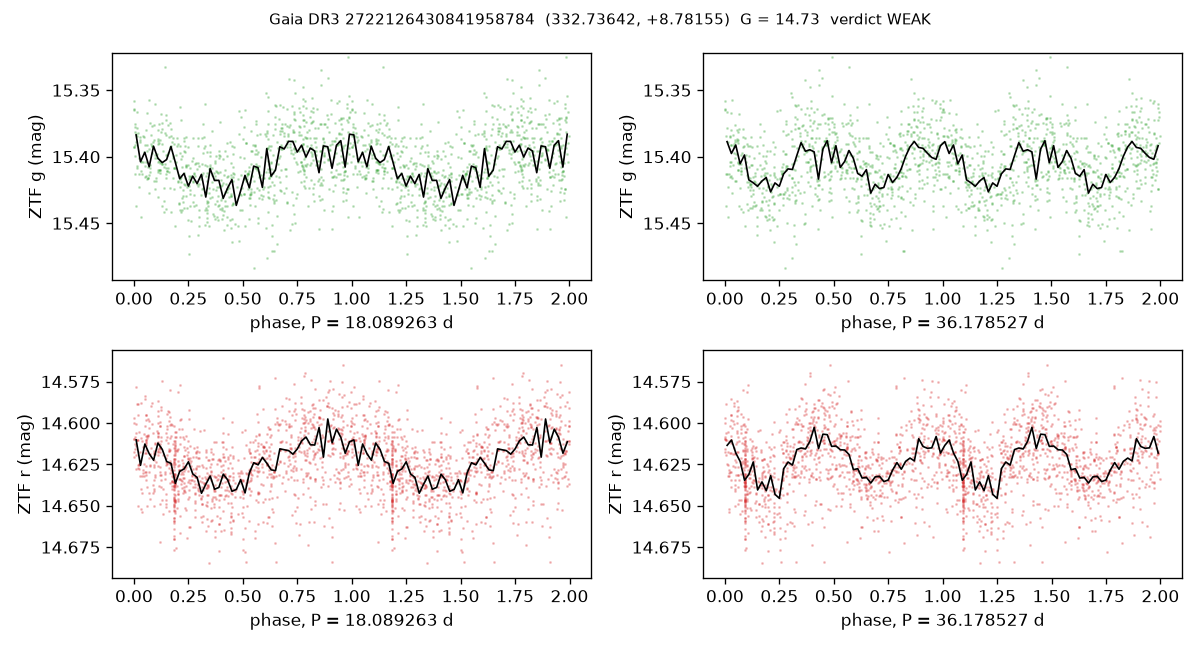 Gaia DR3 2722126430841958784  (332.73642, +8.78155)  G = 14.73  verdict WEAK
ZTF g (mag)
15.35
15.40
15.45
0.00 0.25 0.50 0.75 1.00 1.25 1.50 1.75 2.00
phase, P = 18.089263 d
ZTF g (mag)
15.35
15.40
15.45
0.00 0.25 0.50 0.75 1.00 1.25 1.50 1.75 2.00
phase, P = 36.178527 d
ZTF r (mag)
14.575
14.600
14.625
14.650
14.675
0.00 0.25 0.50 0.75 1.00 1.25 1.50 1.75 2.00
phase, P = 18.089263 d
ZTF r (mag)
14.575
14.600
14.625
14.650
14.675
0.00 0.25 0.50 0.75 1.00 1.25 1.50 1.75 2.00
phase, P = 36.178527 d